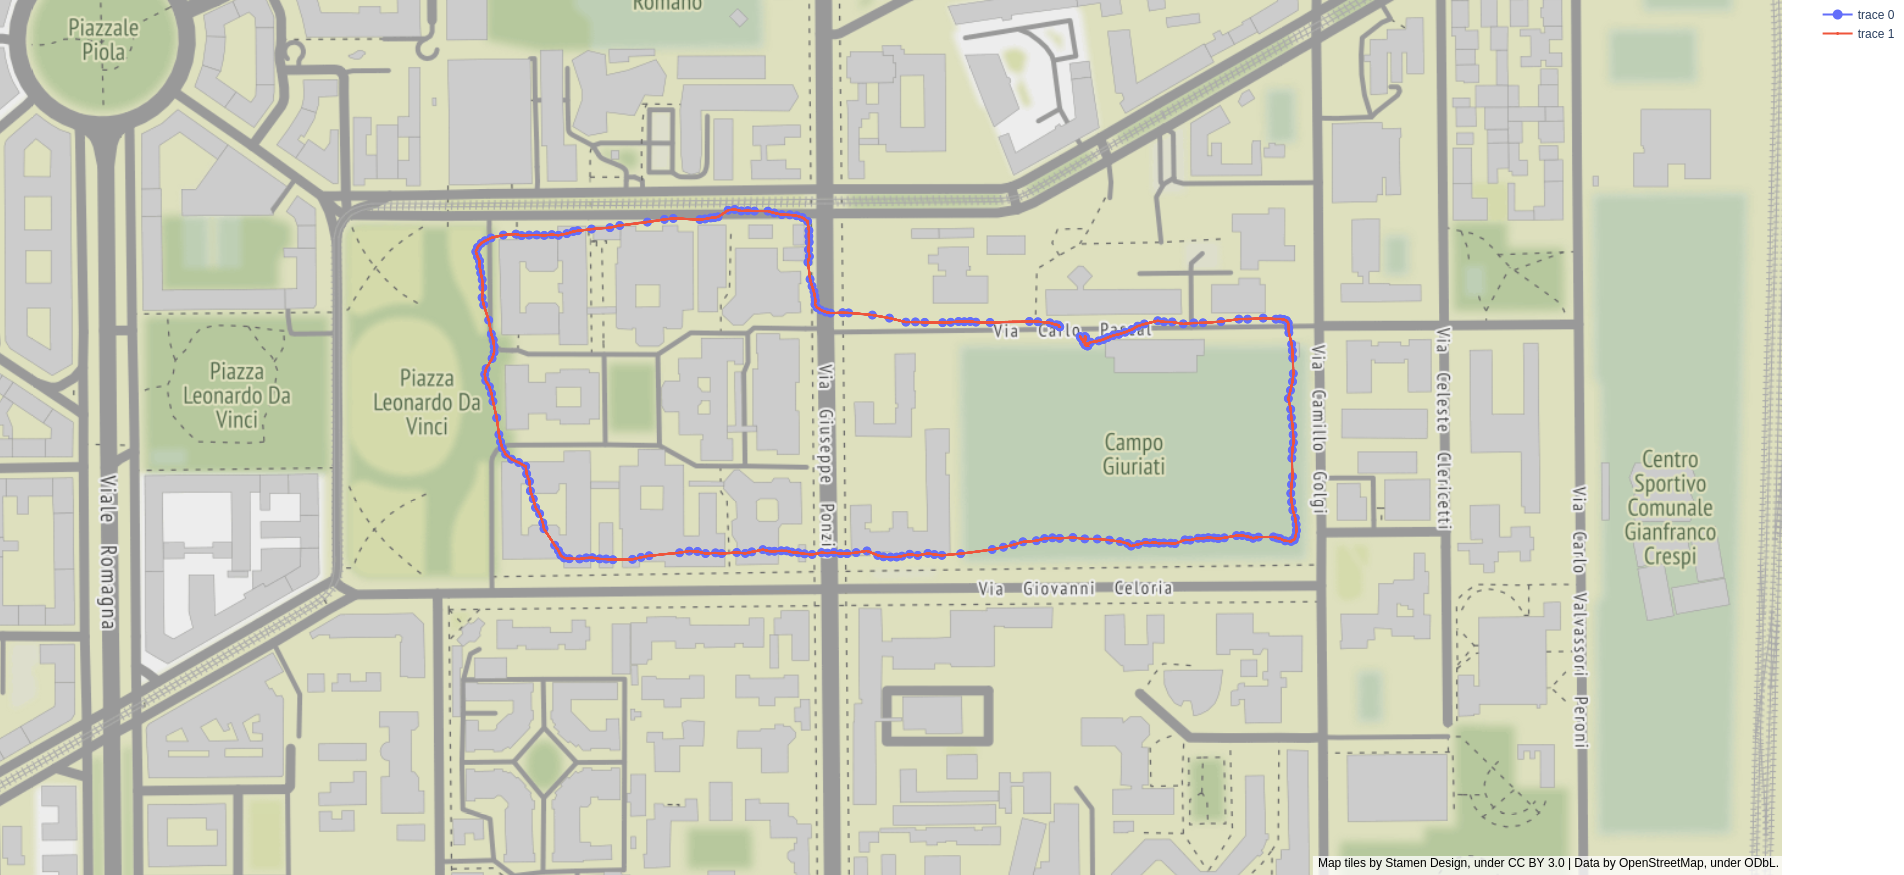 Romano
trace 0
Piazzale
Piola
trace 1
Via Carlo Pascal
Piazza
Leonardo Da
Vinci
Piazza
Leonardo Da
Vinci
Via Giuseppe Ponzi
Via Camillo Golgi
Via Celeste Clericetti
Campo
Giuriati
Centro
Sportivo
Comunale
Gianfranco
Crespi
Viale Romagna
Via Carlo Valvassori Peroni
Via Giovanni Celoria
Map tiles by Stamen Design, under CC BY 3.0 | Data by OpenStreetMap, under ODbL.